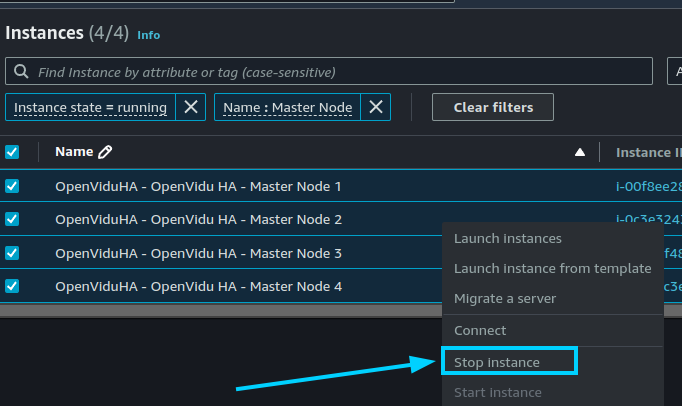 Instances (4/4) Info
Find Instance by attribute or tag (case-sensitive)
Instance state = running Name : Master Node Clear filters
Name Instance
OpenViduHA - OpenVidu HA - Master Node 1 i-00f8ee28
OpenViduHA - OpenVidu HA - Master Node 2 i-0c3e324
OpenViduHA - OpenVidu HA - Master Node 3 f48
OpenViduHA - OpenVidu HA - Master Node 4 c3e
Launch instances
Launch instance from template
Migrate a server
Connect
Stop instance
Start instance